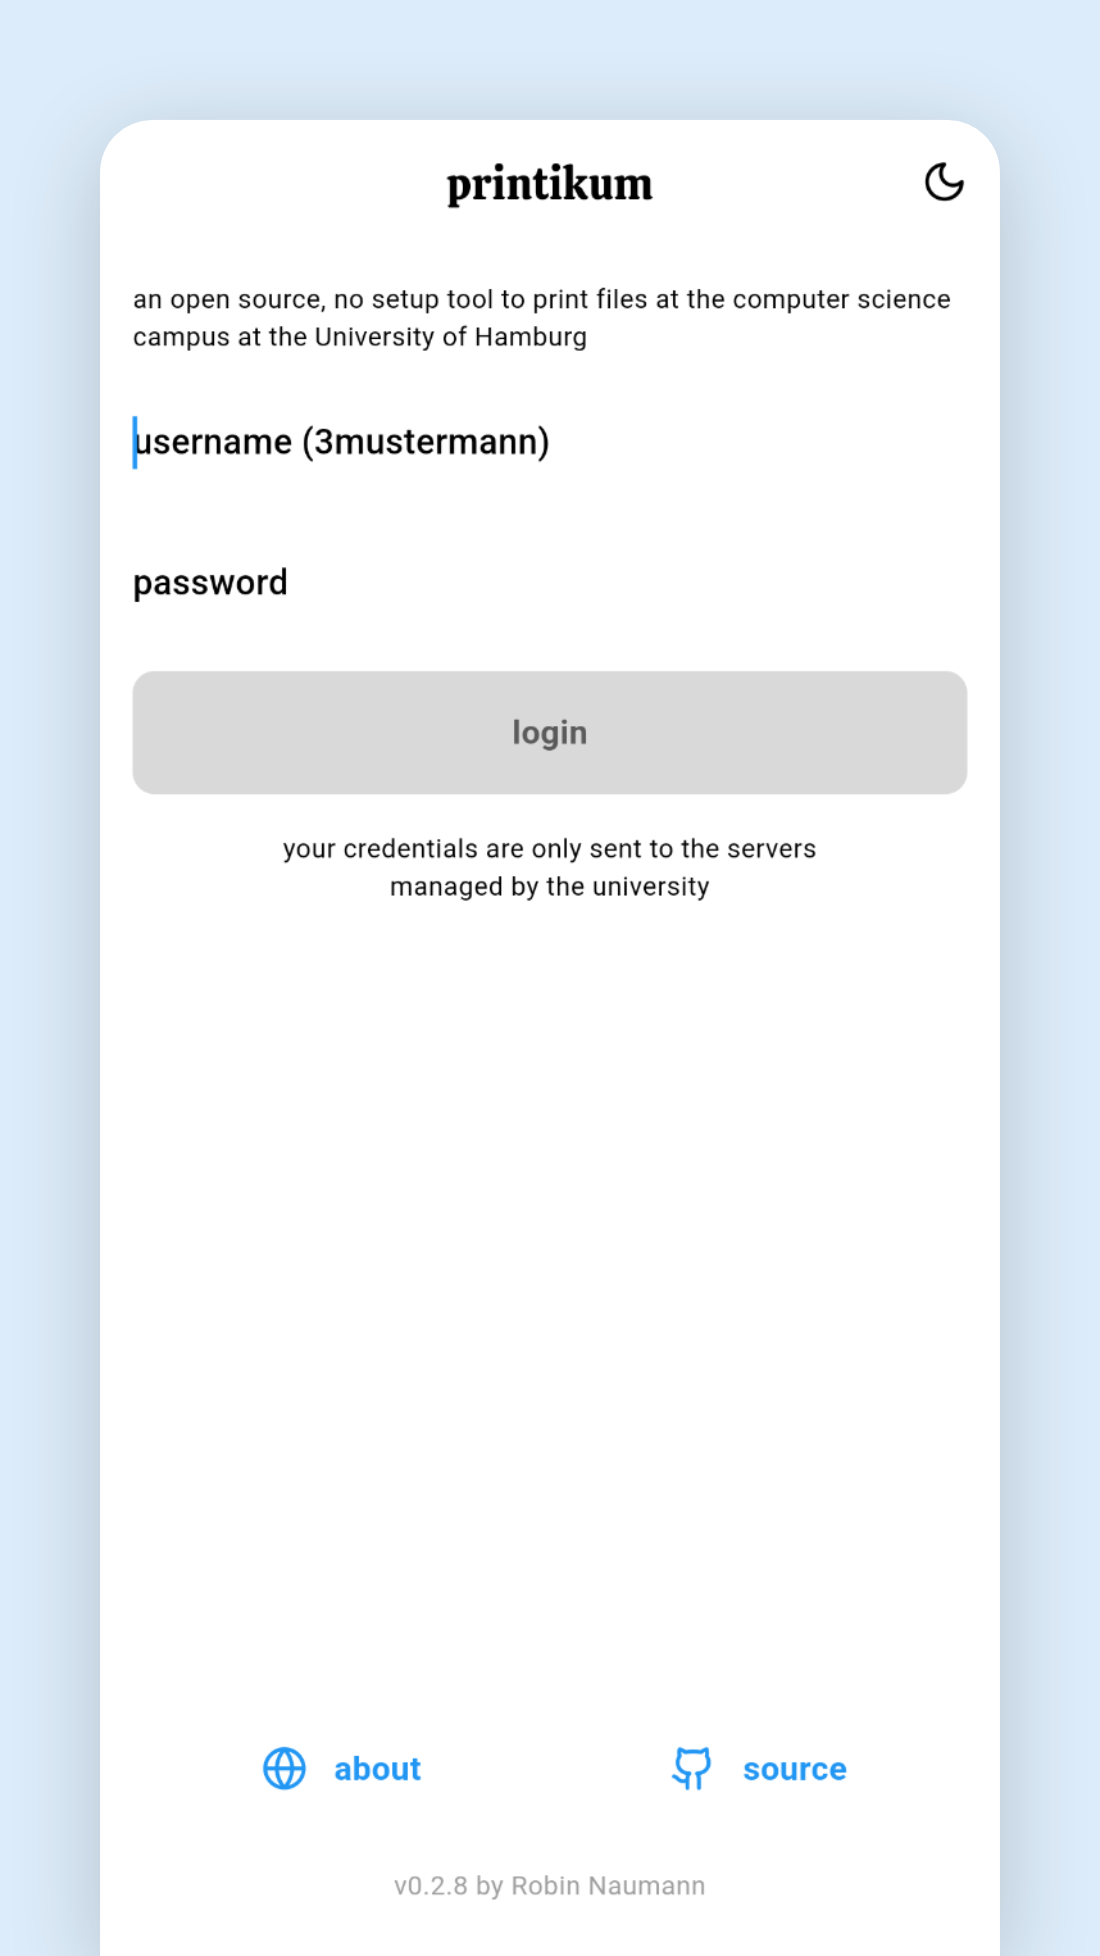 printikum
an open source, no setup tool to print files at the computer science
campus at the University of Hamburg
username (3mustermann)
password
login
your credentials are only sent to the servers
managed by the university
about
source
v0.2.8 by Robin Naumann